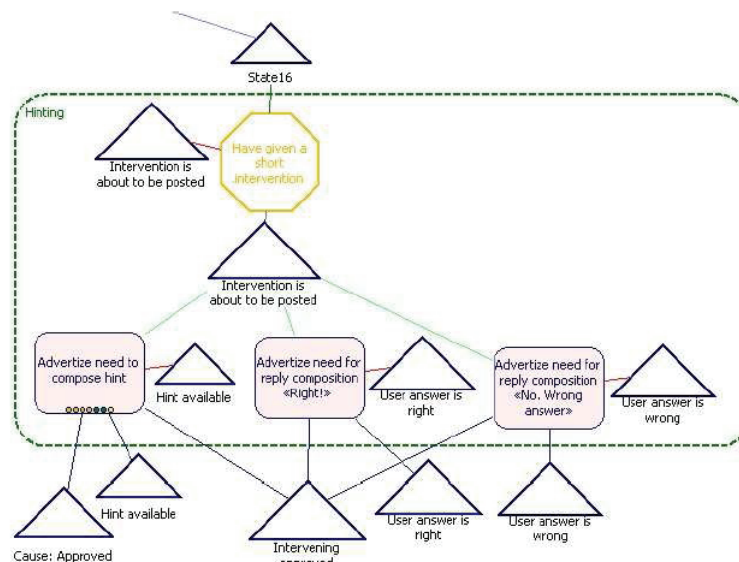 State16
Hinting
Have given a
short
intervention
Intervention is
about to be posted
Intervention is
about to be posted
Advertize need to
compose hint
Hint available
Advertize need for
reply composition
«Right!»
User answer is
right
Advertize need for
reply composition
«No. Wrong
answer»
User answer is
wrong
Hint available
Cause: Approved
Intervening
approved
User answer is
right
User answer is
wrong